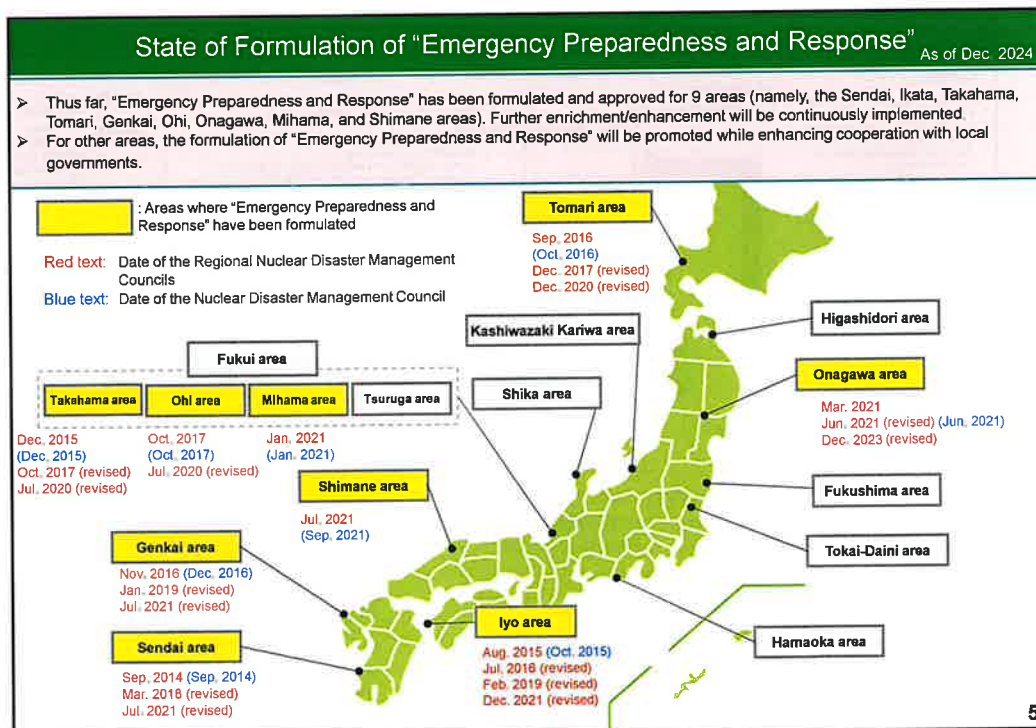 State of Formulation of “Emergency Preparedness and Response” As of Dec. 2024
➢ Thus far, “Emergency Preparedness and Response” has been formulated and approved for 9 areas (namely, the Sendai, Ikata, Takahama,
Tomari, Genkai, Ohi, Onagawa, Mihama, and Shimane areas). Further enrichment/enhancement will be continuously implemented.
➢ For other areas, the formulation of “Emergency Preparedness and Response” will be promoted while enhancing cooperation with local
governments.
: Areas where “Emergency Preparedness and
Response” have been formulated
Red text: Date of the Regional Nuclear Disaster Management
Councils
Blue text: Date of the Nuclear Disaster Management Council
Tomari area
Sep. 2016
(Oct. 2016)
Dec. 2017 (revised)
Dec. 2020 (revised)
Kashiwazaki Kariwa area
Higashidori area
Fukui area
Takahama area
Ohi area
Mihama area
Tsuruga area
Shika area
Onagawa area
Mar. 2021
Jun. 2021 (revised) (Jun. 2021)
Dec. 2023 (revised)
Dec. 2015
(Dec. 2015)
Oct. 2017 (revised)
Jul. 2020 (revised)
Oct. 2017
(Oct. 2017)
Jul. 2020 (revised)
Jan. 2021
(Jan. 2021)
Shimane area
Jul. 2021
(Sep. 2021)
Fukushima area
Genkai area
Nov. 2016 (Dec. 2016)
Jan. 2019 (revised)
Jul. 2021 (revised)
Tokai-Daini area
Iyo area
Aug. 2015 (Oct. 2015)
Jul. 2016 (revised)
Feb. 2019 (revised)
Dec. 2021 (revised)
Hamaoka area
Sendai area
Sep. 2014 (Sep. 2014)
Mar. 2018 (revised)
Jul. 2021 (revised)
5